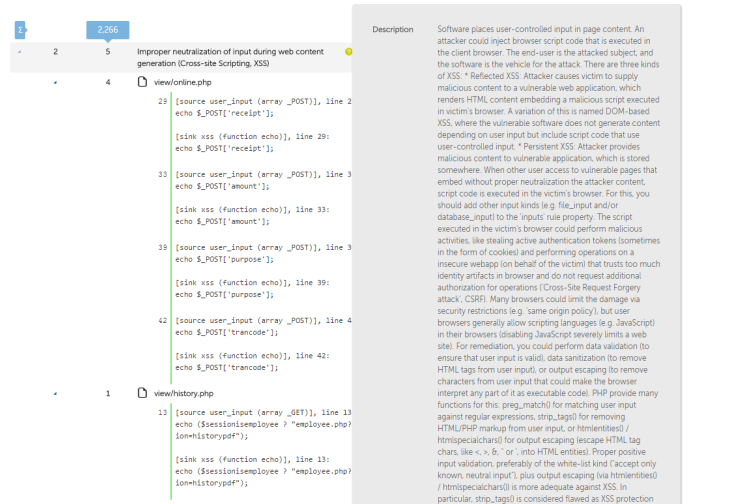 Σ
2,266
2
5
Improper neutralization of input during web content
generation (Cross-site Scripting, XSS)
?
4
view/online.php
29 [source user_input (array _POST)], line 2
echo $_POST['receipt'];
[sink xss (function echo)], line 29:
echo $_POST['receipt'];
33 [source user_input (array _POST)], line 3
echo $_POST['amount'];
[sink xss (function echo)], line 33:
echo $_POST['amount'];
39 [source user_input (array _POST)], line 3
echo $_POST['purpose'];
[sink xss (function echo)], line 39:
echo $_POST['purpose'];
42 [source user_input (array _POST)], line 4
echo $_POST['trancode'];
[sink xss (function echo)], line 42:
echo $_POST['trancode'];
1
view/history.php
13 [source user_input (array _GET)], line 13
echo ($sessionisemployee ? "employee.php?
ion=historypdf");
[sink xss (function echo)], line 13:
echo ($sessionisemployee ? "employee.php?
ion=historypdf");
Description
Software places user-controlled input in page content. An
attacker could inject browser script code that is executed in
the client browser. The end-user is the attacked subject, and
the software is the vehicle for the attack. There are three kinds
of XSS: * Reflected XSS: Attacker causes victim to supply
malicious content to a vulnerable web application, which
renders HTML content embedding a malicious script executed
in victim's browser. A variation of this is named DOM-based
XSS, where the vulnerable software does not generate content
depending on user input but include script code that use
user-controlled input. * Persistent XSS: Attacker provides
malicious content to vulnerable application, which is stored
somewhere. When other user access to vulnerable pages that
embed without proper neutralization the attacker content,
script code is executed in the victim's browser. For this, you
should add other input kinds (e.g. file_input and/or
database_input) to the 'inputs' rule property. The script
executed in the victim's browser could perform malicious
activities, like stealing active authentication tokens (sometimes
in the form of cookies) and performing operations on a
insecure webapp (on behalf of the victim) that trusts too much
identity artifacts in browser and do not request additional
authorization for operations ('Cross-Site Request Forgery
attack', CSRF). Many browsers could limit the damage via
security restrictions (e.g. 'same origin policy'), but user
browsers generally allow scripting languages (e.g. JavaScript)
in their browsers (disabling JavaScript severely limits a web
site). For remediation, you could perform data validation (to
ensure that user input is valid), data sanitization (to remove
HTML tags from user input), or output escaping (to remove
characters from user input that could make the browser
interpret any part of it as executable code). PHP provide many
functions for this: preg_match() for matching user input
against regular expressions, strip_tags() for removing
HTML/PHP markup from user input, or htmlentities() /
htmlspecialchars() for output escaping (escape HTML tag
chars, like <, >, &, " or ', into HTML entities). Proper positive
input validation, preferably of the white-list kind ("accept only
known, neutral input"), plus output escaping (via htmlentities()
/ htmlspecialchars()) is more adequate against XSS. In
particular, strip_tags() is considered flawed as XSS protection